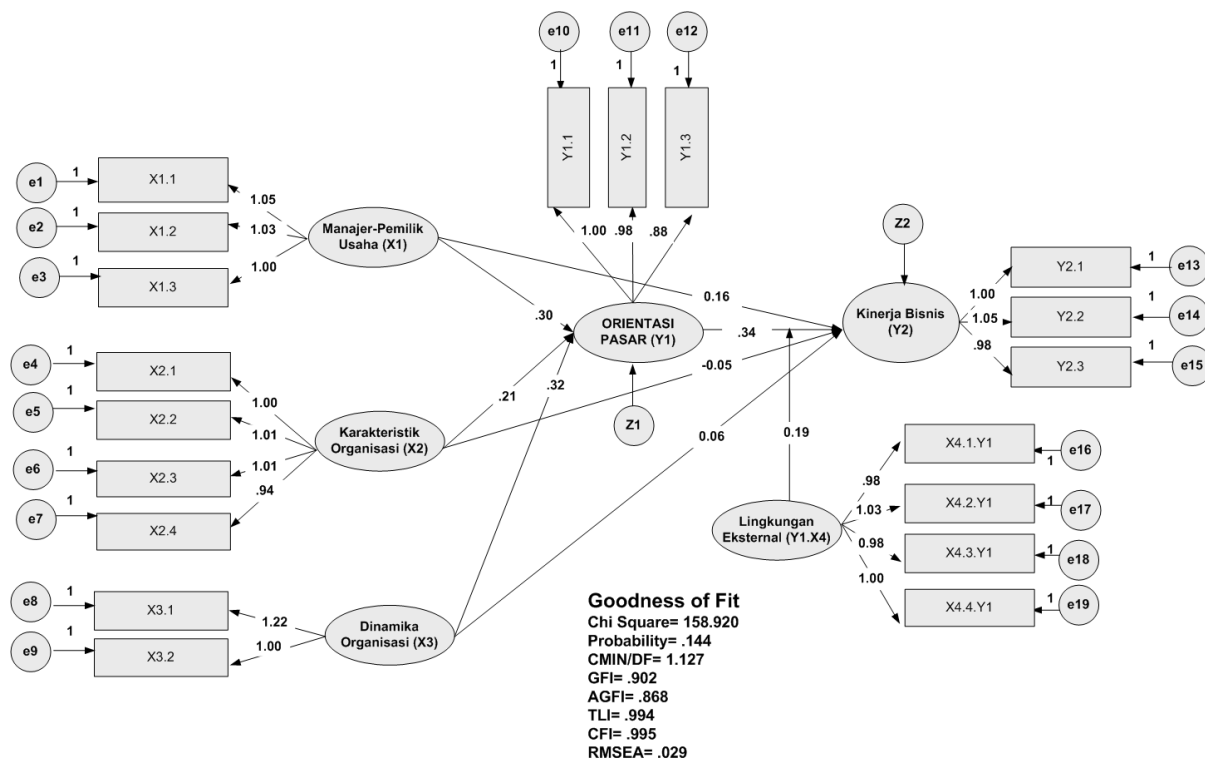 e10
e11
e12
1
1
1
Y1.1
Y1.2
Y1.3
1.00
.98
.88
e1
1
X1.1
e2
1
X1.2
e3
1
X1.3
1.05
1.03
1.00
Manajer-Pemilik
Usaha (X1)
e4
1
X2.1
e5
1
X2.2
e6
1
X2.3
e7
1
X2.4
1.00
1.01
1.01
.94
Karakteristik
Organisasi (X2)
e8
1
X3.1
e9
1
X3.2
1.22
1.00
Dinamika
Organisasi (X3)
.30
.21
.32
ORIENTASI
PASAR (Y1)
Z1
0.16
.34
-0.05
0.06
0.19
Z2
Kinerja Bisnis
(Y2)
1.00
1.05
.98
Y2.1
1
e13
Y2.2
1
e14
Y2.3
1
e15
Lingkungan
Eksternal (Y1.X4)
.98
1.03
0.98
1.00
X4.1.Y1
1
e16
X4.2.Y1
1
e17
X4.3.Y1
1
e18
X4.4.Y1
1
e19
Goodness of Fit
Chi Square= 158.920
Probability= .144
CMIN/DF= 1.127
GFI= .902
AGFI= .868
TLI= .994
CFI= .995
RMSEA= .029